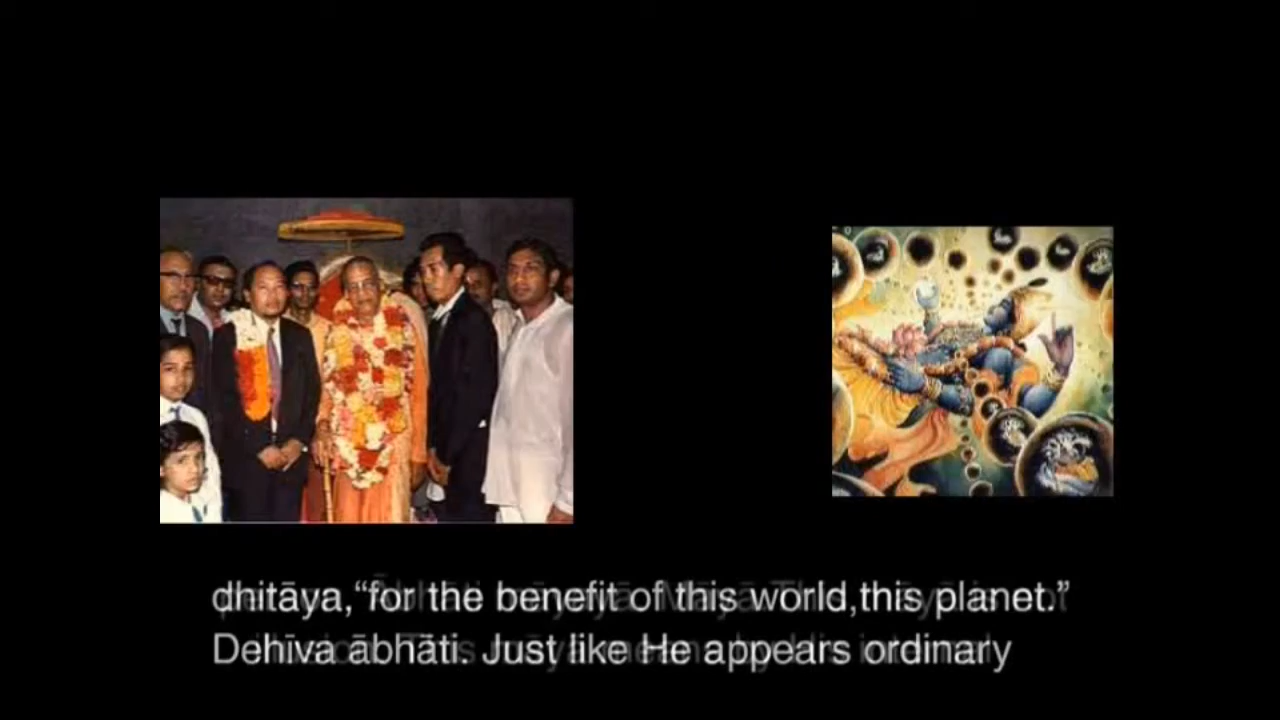 dhitāya,“for the benefit of this world,this planet.”
Dehīva ābhāti. Just like He appears ordinary